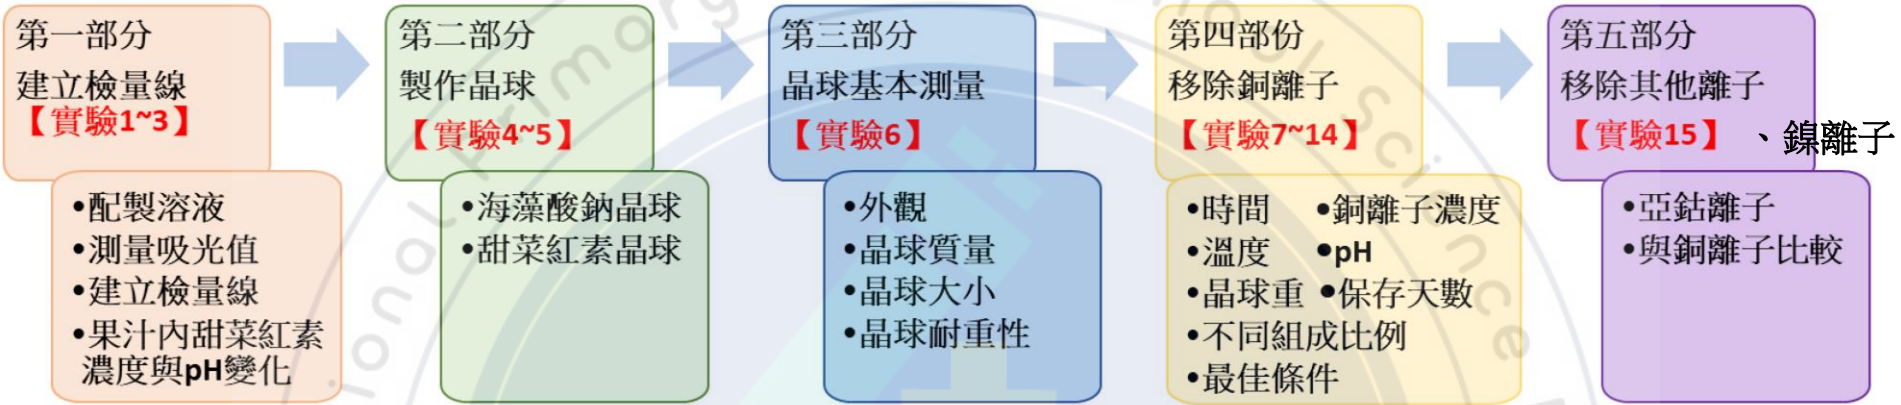 第一部分
建立檢量線
【實驗1~3】
•配製溶液
•測量吸光值
•建立檢量線
•果汁內甜菜紅素
濃度與pH變化
第二部分
製作晶球
【實驗4~5】
•海藻酸鈉晶球
•甜菜紅素晶球
第三部分
晶球基本測量
【實驗6】
•外觀
•晶球質量
•晶球大小
•晶球耐重性
第四部份
移除銅離子
【實驗7~14】
•時間 •銅離子濃度
•溫度 •pH
•晶球重 •保存天數
•不同組成比例
•最佳條件
第五部分
移除其他離子
【實驗15】 、鎳離子
•亞鈷離子
•與銅離子比較